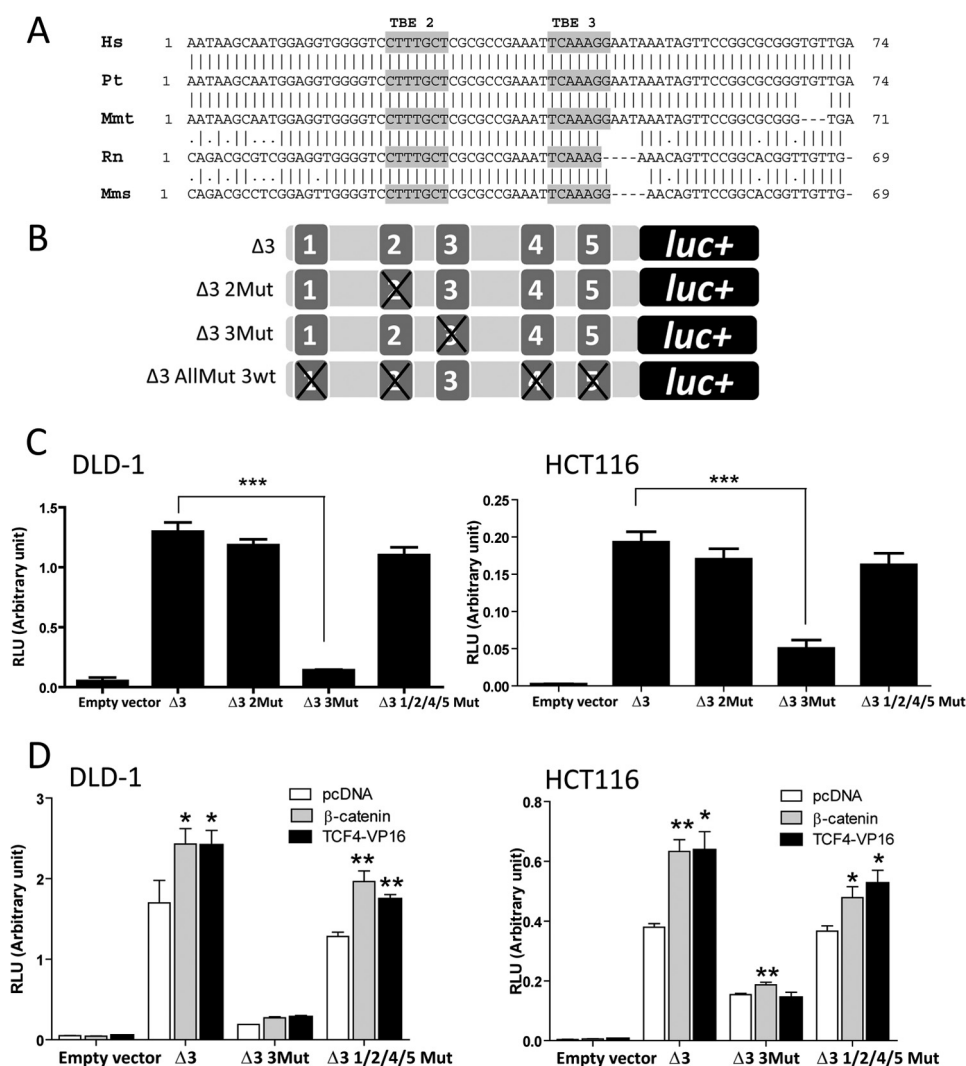 A
TBE 2 TBE 3
Hs 1 AATAAGCAATGGAGGTGGGGTCCTTTGCTCGCGCCGAAATTCAAAGGAATAAATAGTTCCGGCGCGGGTGTTGA 74
Pt 1 AATAAGCAATGGAGGTGGGGTCCTTTGCTCGCGCCGAAATTCAAAGGAATAAATAGTTCCGGCGCGGGTGTTGA 74
Mmt 1 AATAAGCAATGGAGGTGGGGTCCTTTGCTCGCGCCGAAATTCAAAGGAATAAATAGTTCCGGCGCGGG---TGA 71
Rn 1 CAGACGCGTCGGAGGTGGGGTCCTTTGCTCGCGCCGAAATTCAAAG----AAACAGTTCCGGCACGGTTGTTG- 69
Mms 1 CAGACGCCTCGGAGTTGGGGTCCTTTGCTCGCGCCGAAATTCAAAGG-----AACAGTTCCGGCACGGTTGTTG- 69
B
Δ3 1 2 3 4 5 luc+
Δ3 2Mut 1 2 3 4 5 luc+
Δ3 3Mut 1 2 3 4 5 luc+
Δ3 AllMut 3wt 1 2 3 4 5 luc+
C
DLD-1
***
RLU (Arbitrary unit)
1.5
1.0
0.5
0.0
Empty vector Δ3 Δ3 2Mut Δ3 3Mut Δ3 1/2/4/5 Mut
HCT116
***
RLU (Arbitrary unit)
0.25
0.20
0.15
0.10
0.05
0.00
Empty vector Δ3 Δ3 2Mut Δ3 3Mut Δ3 1/2/4/5 Mut
D
DLD-1
pcDNA
β-catenin
TCF4-VP16
* *
**
**
RLU (Arbitrary unit)
3
2
1
0
Empty vector Δ3 Δ3 3Mut Δ3 1/2/4/5 Mut
HCT116
pcDNA
β-catenin
TCF4-VP16
** *
**
* *
RLU (Arbitrary unit)
0.8
0.6
0.4
0.2
0.0
Empty vector Δ3 Δ3 3Mut Δ3 1/2/4/5 Mut